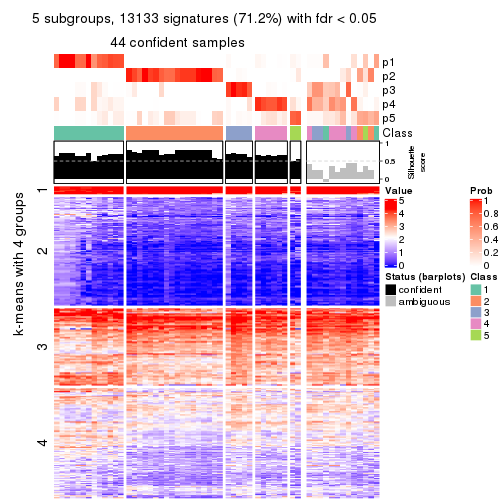 5 subgroups, 13133 signatures (71.2%) with fdr < 0.05
44 confident samples
p1
p2
p3
p4
p5
Class
1
0.5
0
Silhouette
score
k-means with 4 groups
1
2
3
4
Value
5
4
3
2
1
0
Prob
1
0.8
0.6
0.4
0.2
0
Status (barplots)
confident
ambiguous
Class
1
2
3
4
5